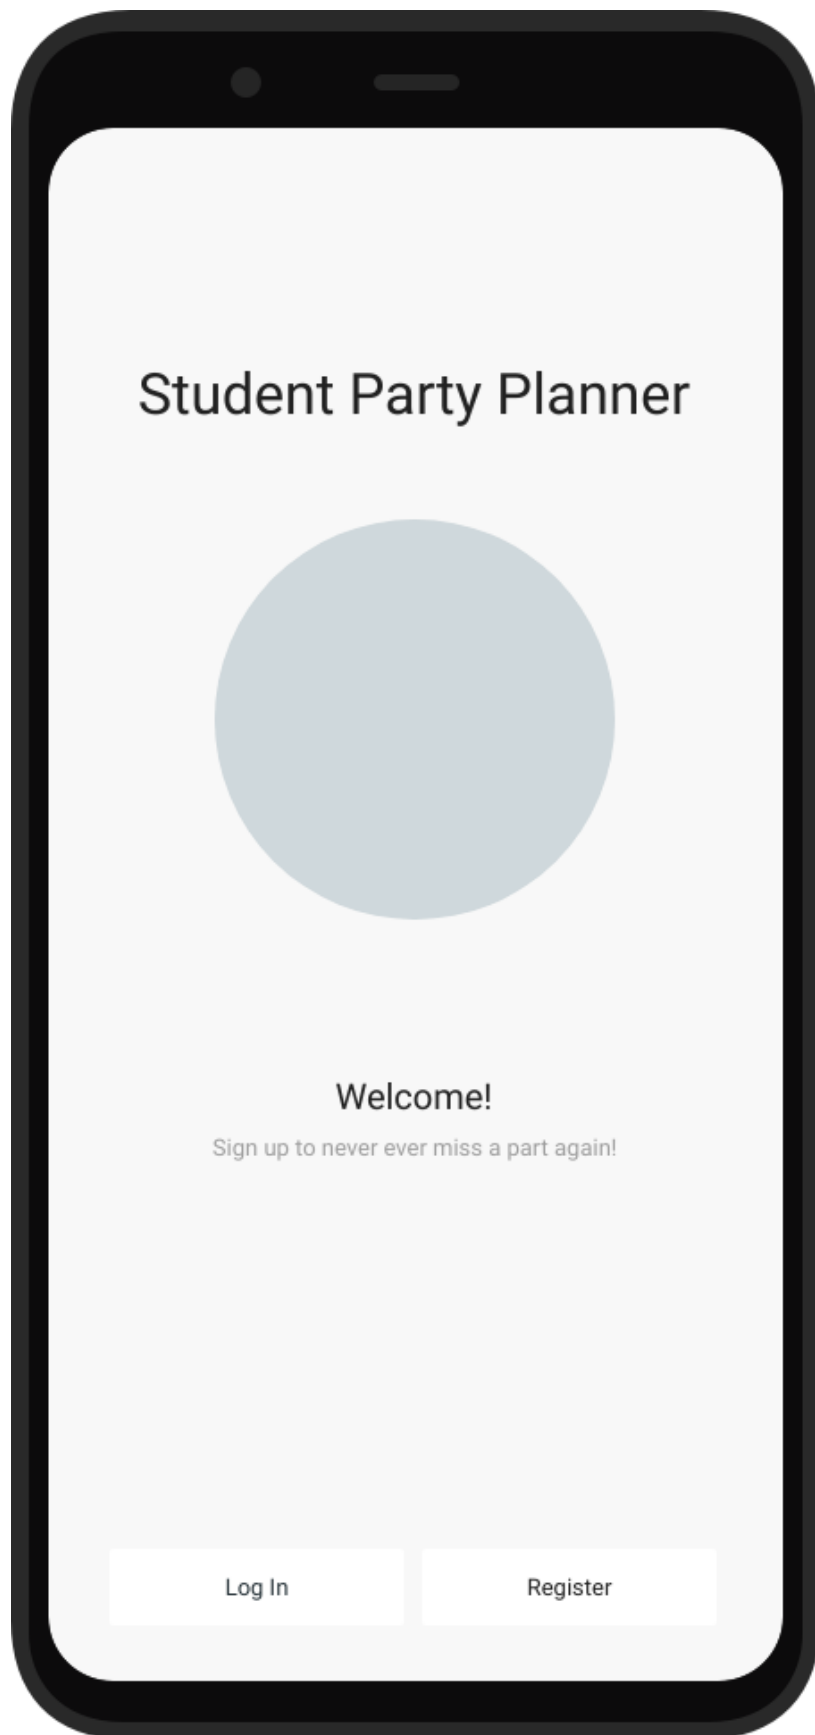 Student Party Planner
Welcome!
Sign up to never ever miss a part again!
Log In
Register